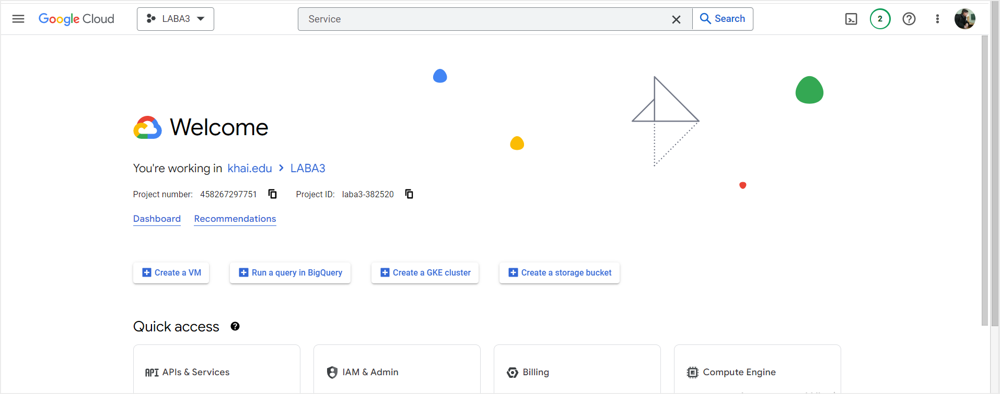 Google Cloud LABA3 Service Search 2
Welcome
You're working in khai.edu > LABA3
Project number: 458267297751 Project ID: laba3-382520
Dashboard Recommendations
Create a VM Run a query in BigQuery Create a GKE cluster Create a storage bucket
Quick access
API APIs & Services IAM & Admin Billing Compute Engine